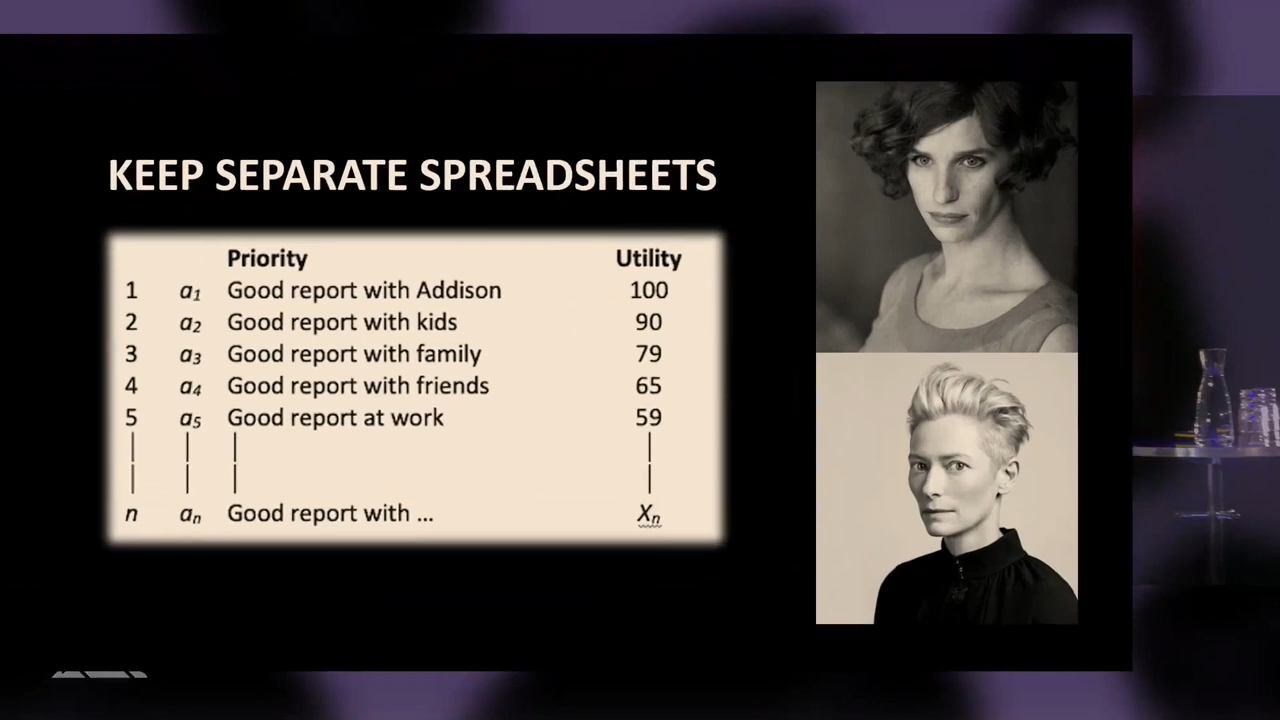 KEEP SEPARATE SPREADSHEETS
Priority Utility
1 a1 Good report with Addison 100
2 a2 Good report with kids 90
3 a3 Good report with family 79
4 a4 Good report with friends 65
5 a5 Good report at work 59
n an Good report with ... Xn